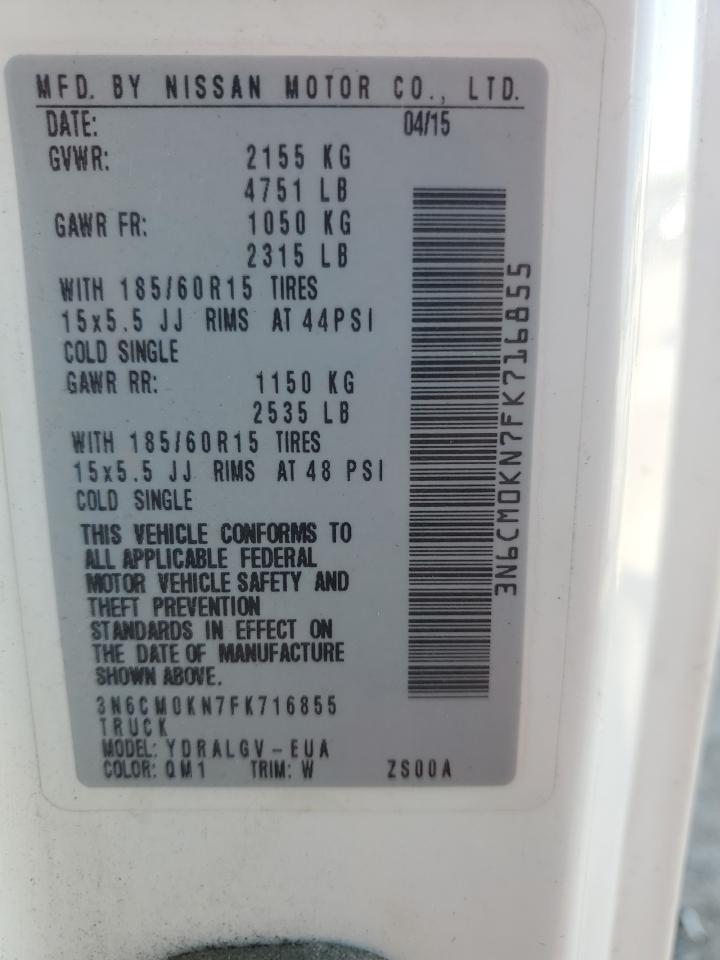 MFD. BY NISSAN MOTOR CO., LTD.
DATE: 04/15
GVWR: 2155 KG
4751 LB
GAWR FR: 1050 KG
2315 LB
WITH 185/60R15 TIRES
15x5.5 JJ RIMS AT 44PSI
COLD SINGLE
GAWR RR: 1150 KG
2535 LB
WITH 185/60R15 TIRES
15x5.5 JJ RIMS AT 48 PSI
COLD SINGLE
THIS VEHICLE CONFORMS TO
ALL APPLICABLE FEDERAL
MOTOR VEHICLE SAFETY AND
THEFT PREVENTION
STANDARDS IN EFFECT ON
THE DATE OF MANUFACTURE
SHOWN ABOVE.
3N6CM0KN7FK716855
TRUCK
MODEL: YDRALGV-EUA
COLOR: QM1 TRIM: W ZS00A
3N6CM0KN7FK716855